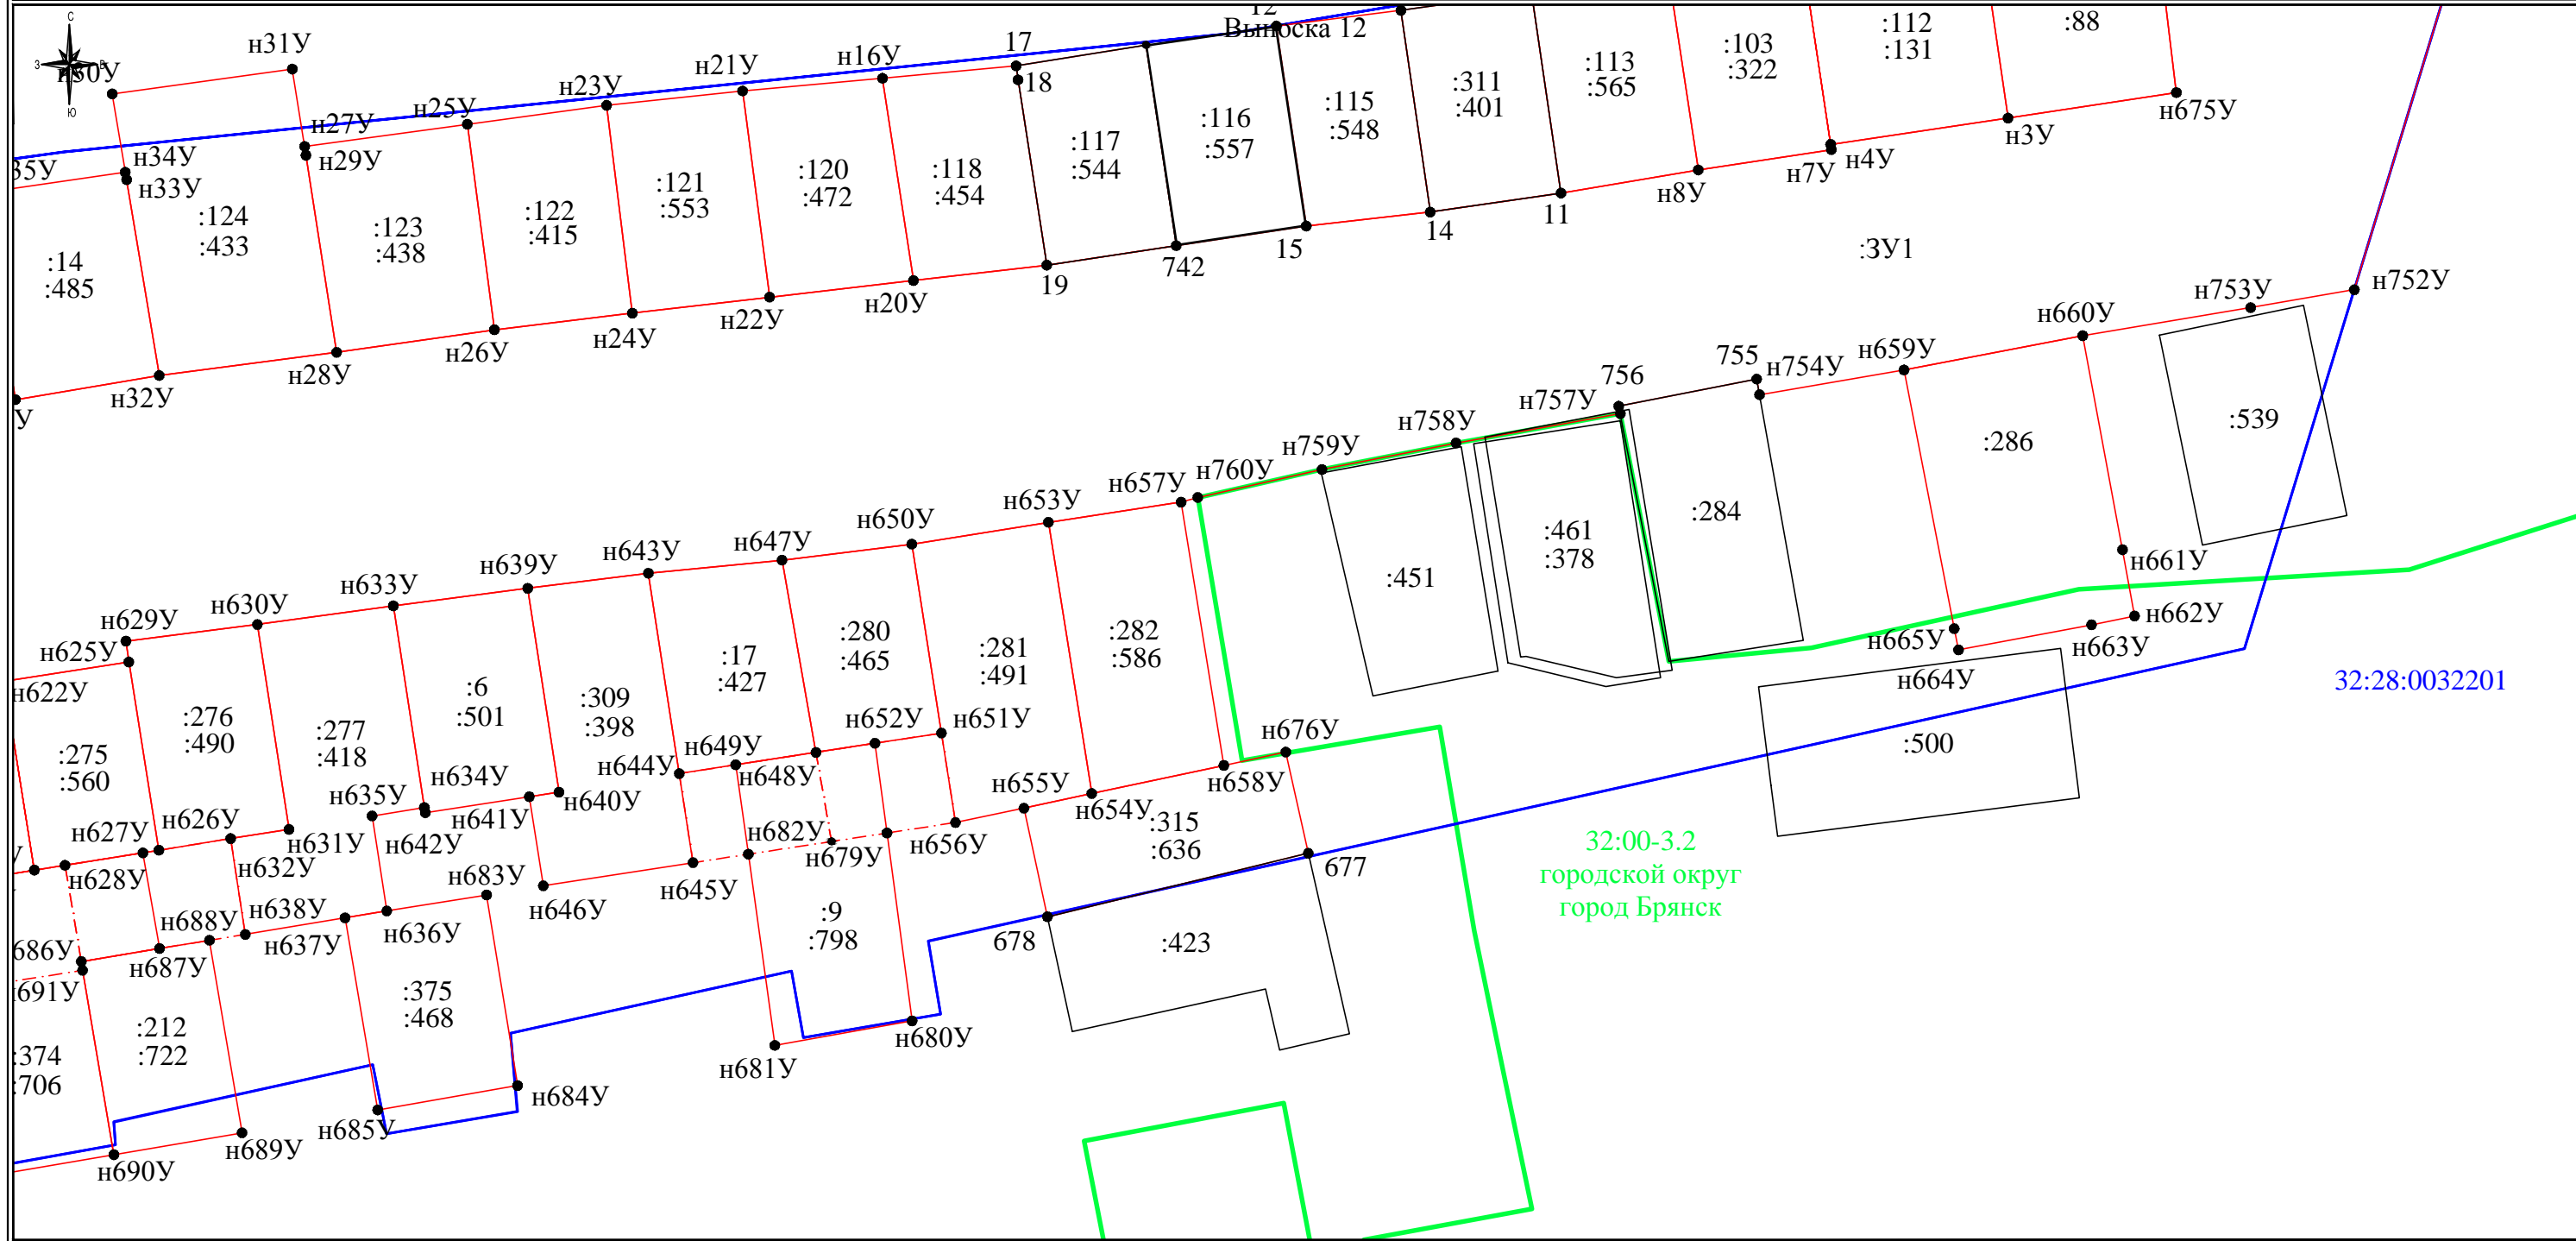 С
З
В
Ю
12
Выноска 12
н30У
н31У
н27У
н29У
н25У
н23У
н21У
н16У
17
18
:112
:131
:88
:103
:322
:113
:565
:311
:401
:115
:548
:116
:557
:117
:544
:118
:454
:120
:472
:121
:553
:122
:415
:123
:438
:124
:433
:14
:485
35У
н34У
н33У
н675У
н3У
н4У
н7У
н8У
11
14
15
742
19
н20У
н22У
н24У
н26У
н28У
н32У
У
:ЗУ1
н752У
н753У
н660У
н659У
н754У
755
756
н757У
н758У
н759У
н760У
н657У
н653У
н650У
н647У
н643У
н639У
н633У
н630У
н629У
н625У
н622У
:539
:286
:284
:461
:378
:451
:282
:586
:281
:491
:280
:465
:17
:427
:309
:398
:6
:501
:277
:418
:276
:490
:275
:560
н661У
н662У
н663У
н665У
н664У
:500
32:28:0032201
н676У
н658У
н651У
н652У
н649У
н648У
н644У
н655У
н654У
:315
:636
н656У
н679У
н682У
н640У
н641У
н634У
н635У
н642У
н631У
н626У
н627У
н632У
н628У
У
н645У
н646У
н683У
677
678
32:00-3.2
городской округ
город Брянск
:423
:9
:798
н636У
н638У
н637У
н688У
н687У
686У
691У
:375
:468
:212
:722
:374
:706
н680У
н681У
н684У
н685У
н689У
н690У